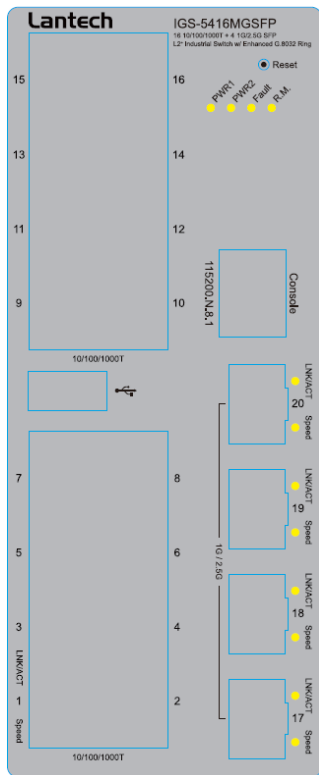 Lantech
IGS-5416MGSFP
16 10/100/1000T + 4 1G/2.5G SFP
L2+ Industrial Switch w/ Enhanced G.8032 Ring
Reset
PWR1
PWR2
Fault
R.M.
15
16
13
14
11
12
9
10
10/100/1000T
115200.N.8.1
Console
LNK/ACT
20
Speed
LNK/ACT
19
Speed
1G / 2.5G
LNK/ACT
18
Speed
LNK/ACT
17
Speed
7
8
5
6
3
4
LNK/ACT
1
2
Speed
10/100/1000T